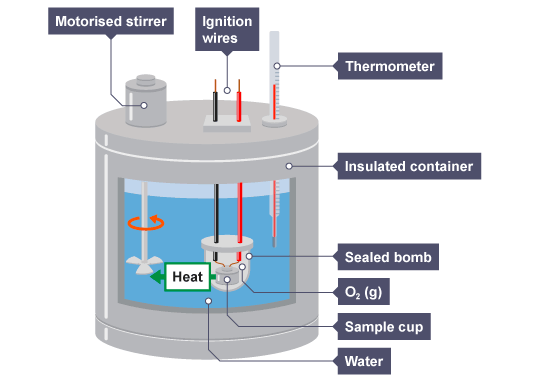 Motorised stirrer
Ignition
wires
Thermometer
Insulated container
Sealed bomb
O₂ (g)
Heat
Sample cup
Water